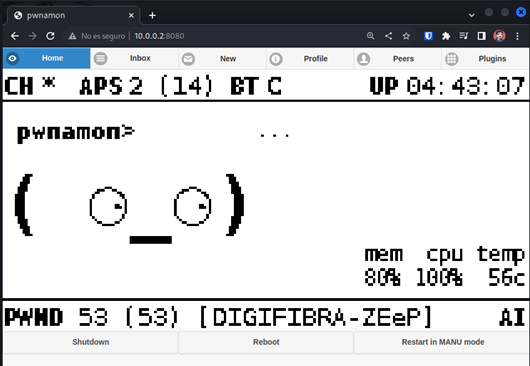 pwnamon
No es seguro | 10.0.0.2:8080
Home Inbox New Profile Peers Plugins
CH * APS 2 (14) BT C UP 04:43:07
pwnamon> ...
( _ )
mem cpu temp
80% 100% 56c
PWND 53 (53) [DIGIFIBRA-ZEeP] AI
Shutdown Reboot Restart in MANU mode